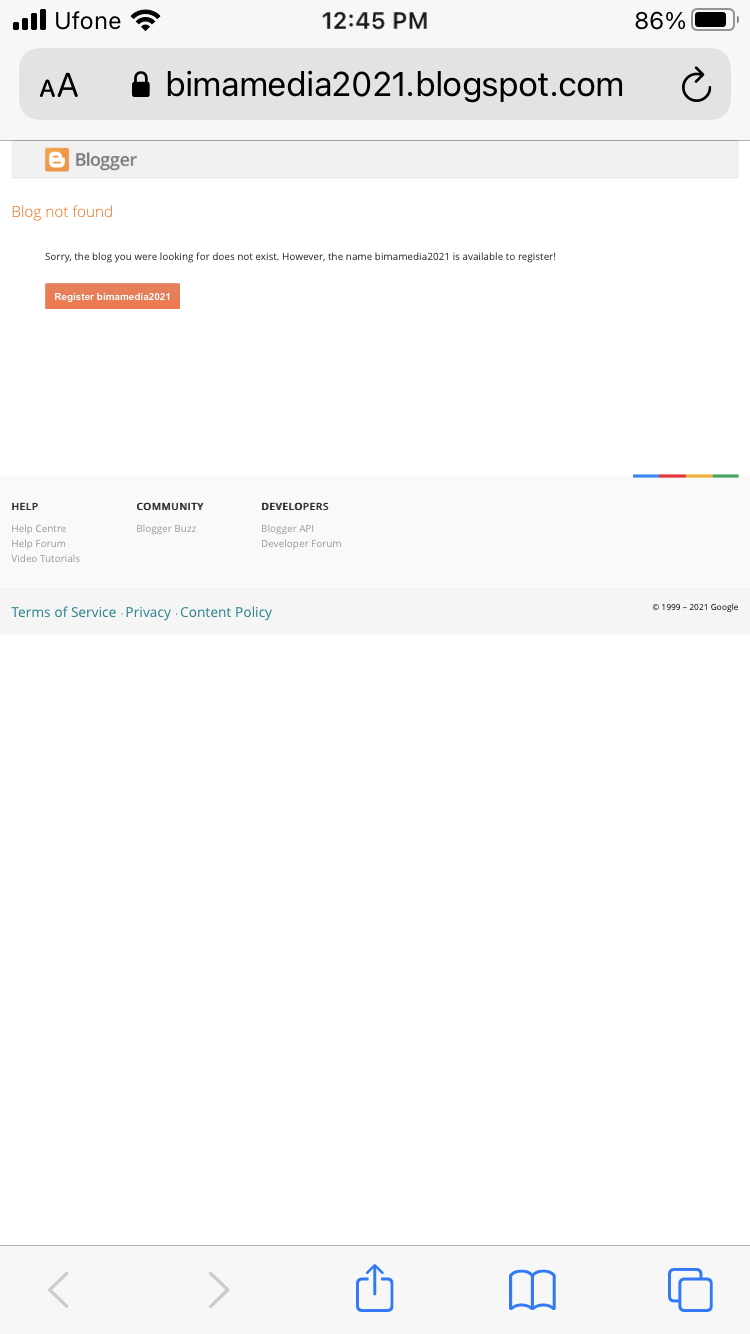 Ufone 12:45 PM 86%
AA bimamedia2021.blogspot.com
Blogger
Blog not found
Sorry, the blog you were looking for does not exist. However, the name bimamedia2021 is available to register!
Register bimamedia2021
HELP COMMUNITY DEVELOPERS
Help Centre Blogger Buzz Blogger API
Help Forum Developer Forum
Video Tutorials
Terms of Service · Privacy · Content Policy © 1999 – 2021 Google